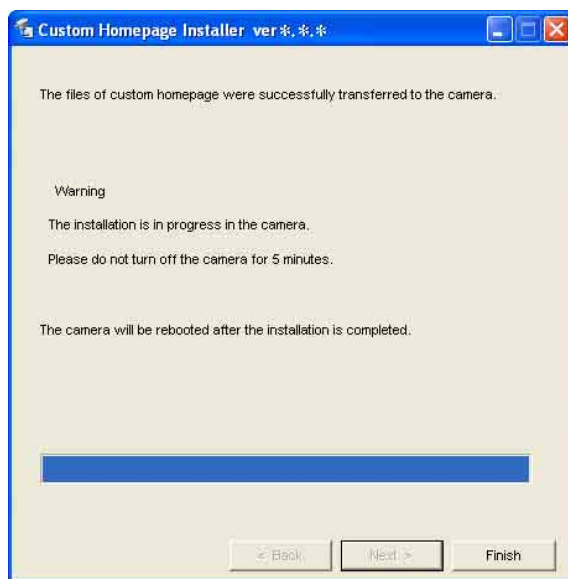 Custom Homepage Installer ver＊.＊.＊
The files of custom homepage were successfully transferred to the camera.
Warning
The installation is in progress in the camera.
Please do not turn off the camera for 5 minutes.
The camera will be rebooted after the installation is completed.
< Back Next > Finish